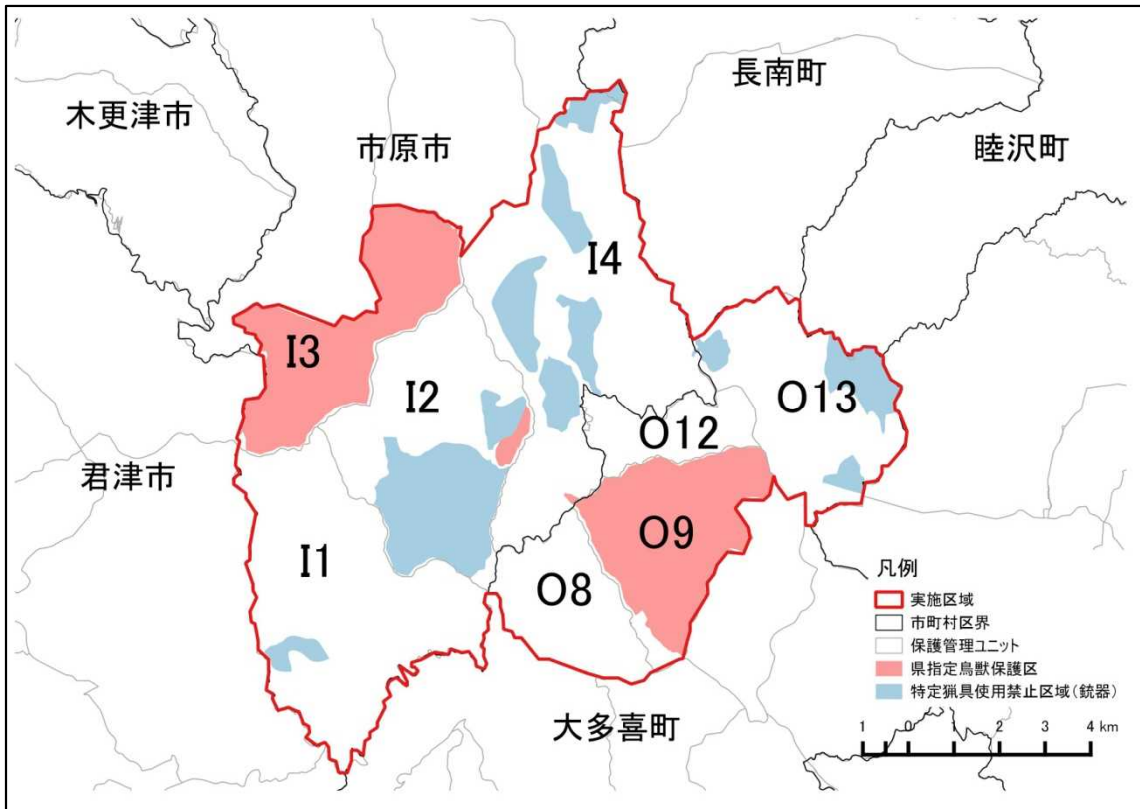 長南町
木更津市
市原市
睦沢町
I4
I3
I2
O13
O12
君津市
O9
I1
O8
凡例
実施区域
市町村区界
保護管理ユニット
県指定鳥獣保護区
特定猟具使用禁止区域(銃器)
大多喜町
1 0 1 2 3 4 km